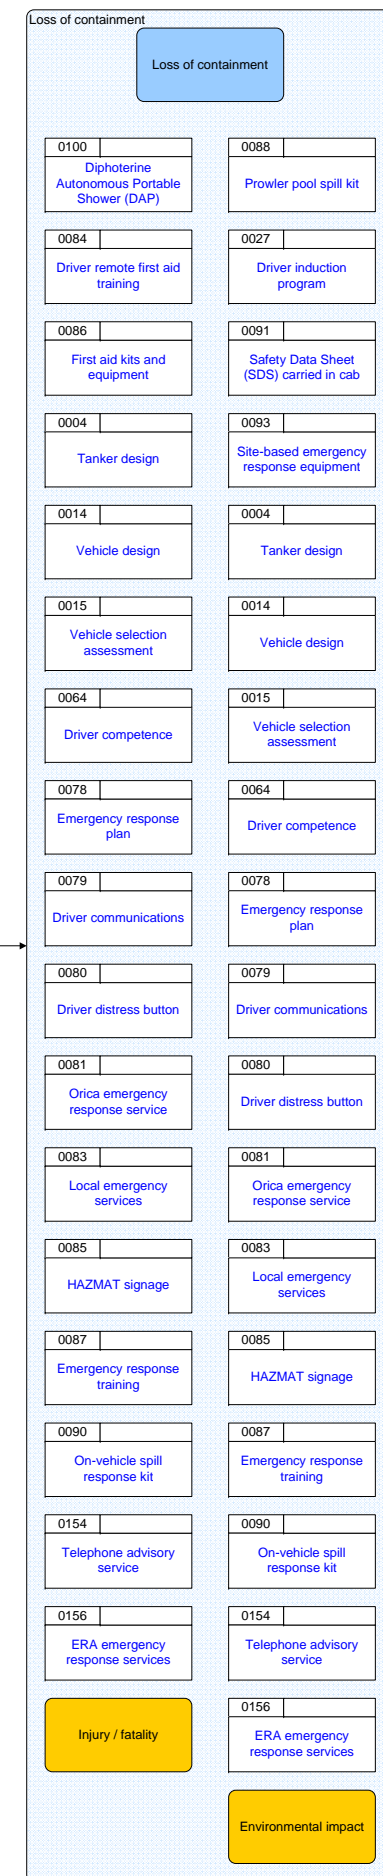 Loss of containment
Loss of containment
0100
Diphoterine
Autonomous Portable
Shower (DAP)
0084
Driver remote first aid
training
0086
First aid kits and
equipment
0004
Tanker design
0014
Vehicle design
0015
Vehicle selection
assessment
0064
Driver competence
0078
Emergency response
plan
0079
Driver communications
0080
Driver distress button
0081
Orica emergency
response service
0083
Local emergency
services
0085
HAZMAT signage
0087
Emergency response
training
0090
On-vehicle spill
response kit
0154
Telephone advisory
service
0156
ERA emergency
response services
Injury / fatality
0088
Prowler pool spill kit
0027
Driver induction
program
0091
Safety Data Sheet
(SDS) carried in cab
0093
Site-based emergency
response equipment
0004
Tanker design
0014
Vehicle design
0015
Vehicle selection
assessment
0064
Driver competence
0078
Emergency response
plan
0079
Driver communications
0080
Driver distress button
0081
Orica emergency
response service
0083
Local emergency
services
0085
HAZMAT signage
0087
Emergency response
training
0090
On-vehicle spill
response kit
0154
Telephone advisory
service
0156
ERA emergency
response services
Environmental impact